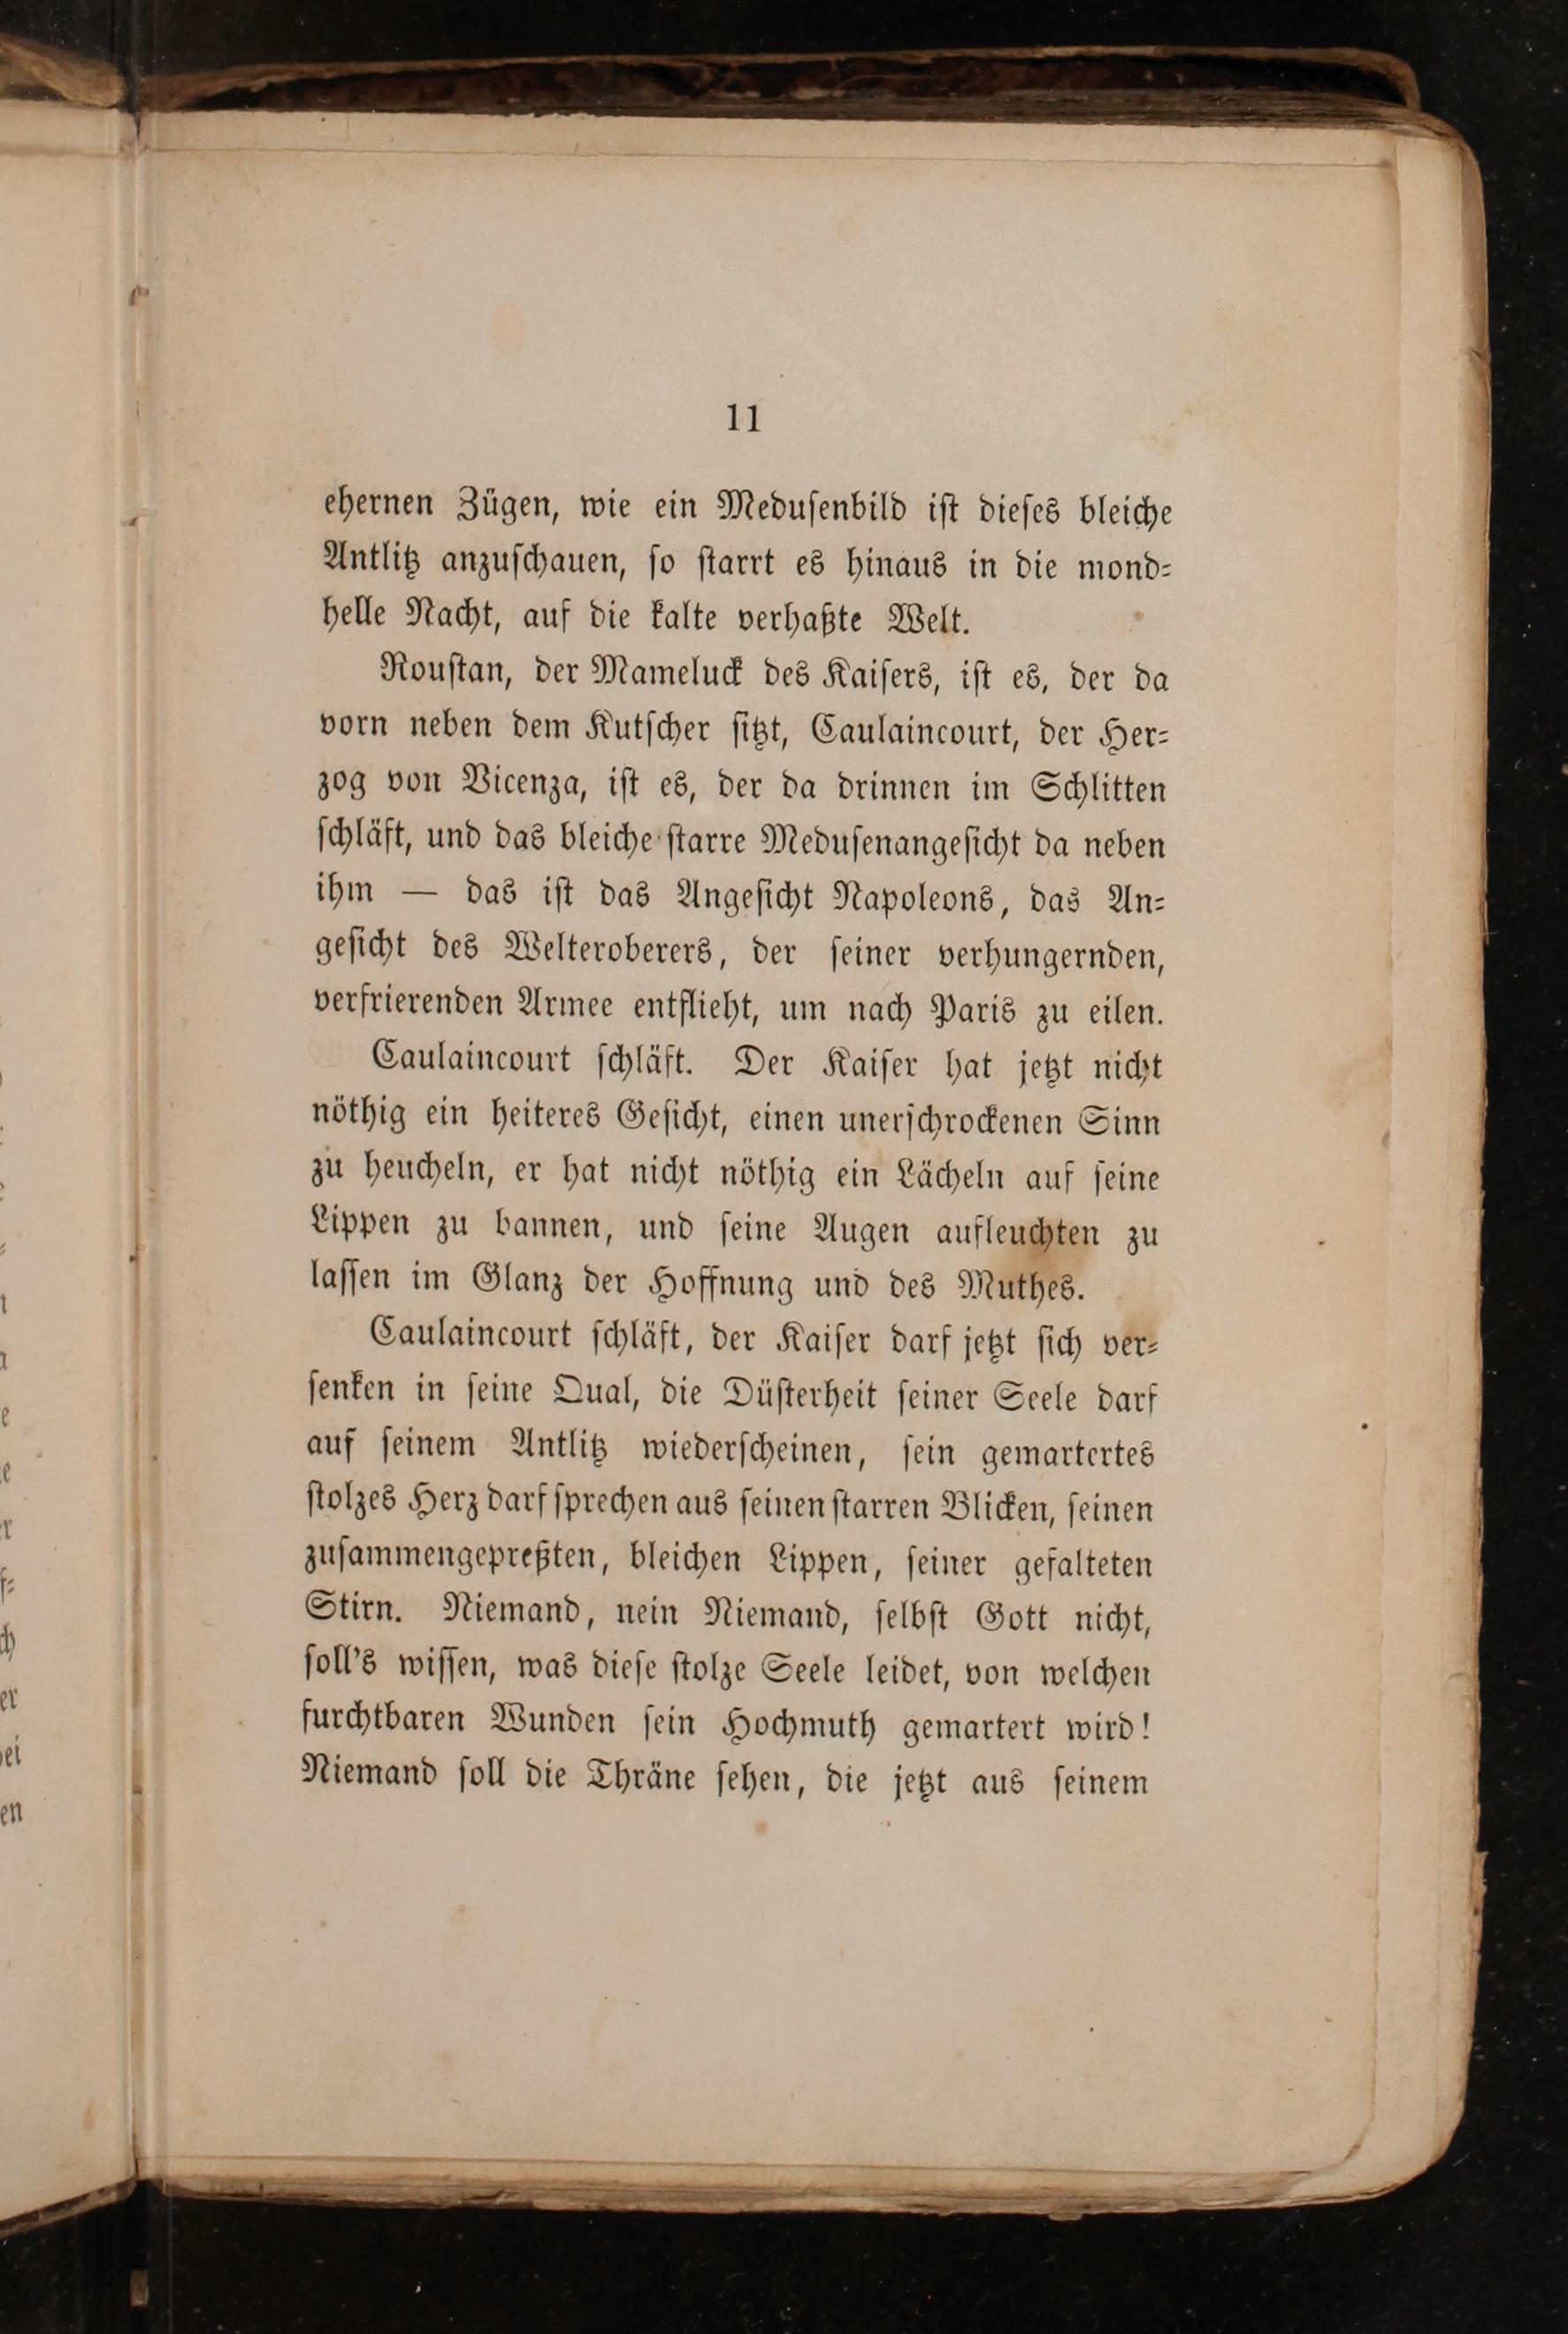 11
ehernen Zügen, wie ein Meduſenbild iſt dieſes bleiche
Antlitz anzuſchauen, ſo ſtarrt es hinaus in die mond⸗
helle Nacht, auf die kalte verhaßte Welt.
Rouſtan, der Mameluck des Kaiſers, iſt es, der da
vorn neben dem Kutſcher ſitzt, Caulaincourt, der Her⸗
zog von Vicenza, iſt es, der da drinnen im Schlitten
ſchläft, und das bleiche ſtarre Meduſenangeſicht da neben
ihm — das iſt das Angeſicht Napoleons, das An⸗
geſicht des Welteroberers, der ſeiner verhungernden,
verfrierenden Armee entflieht, um nach Paris zu eilen.
Caulaincourt ſchläft. Der Kaiſer hat jetzt nicht
nöthig ein heiteres Geſicht, einen unerſchrockenen Sinn
zu heucheln, er hat nicht nöthig ein Lächeln auf ſeine
Lippen zu bannen, und ſeine Augen aufleuchten zu
laſſen im Glanz der Hoffnung und des Muthes.
Caulaincourt ſchläft, der Kaiſer darf jetzt ſich ver⸗
ſenken in ſeine Qual, die Düſterheit ſeiner Seele darf
auf ſeinem Antlitz wiederſcheinen, ſein gemartertes
ſtolzes Herz darf ſprechen aus ſeinen ſtarren Blicken, ſeinen
zuſammengepreßten, bleichen Lippen, ſeiner gefalteten
Stirn. Niemand, nein Niemand, ſelbſt Gott nicht,
ſoll's wiſſen, was dieſe ſtolze Seele leidet, von welchen
furchtbaren Wunden ſein Hochmuth gemartert wird!
Niemand ſoll die Thräne ſehen, die jetzt aus ſeinem